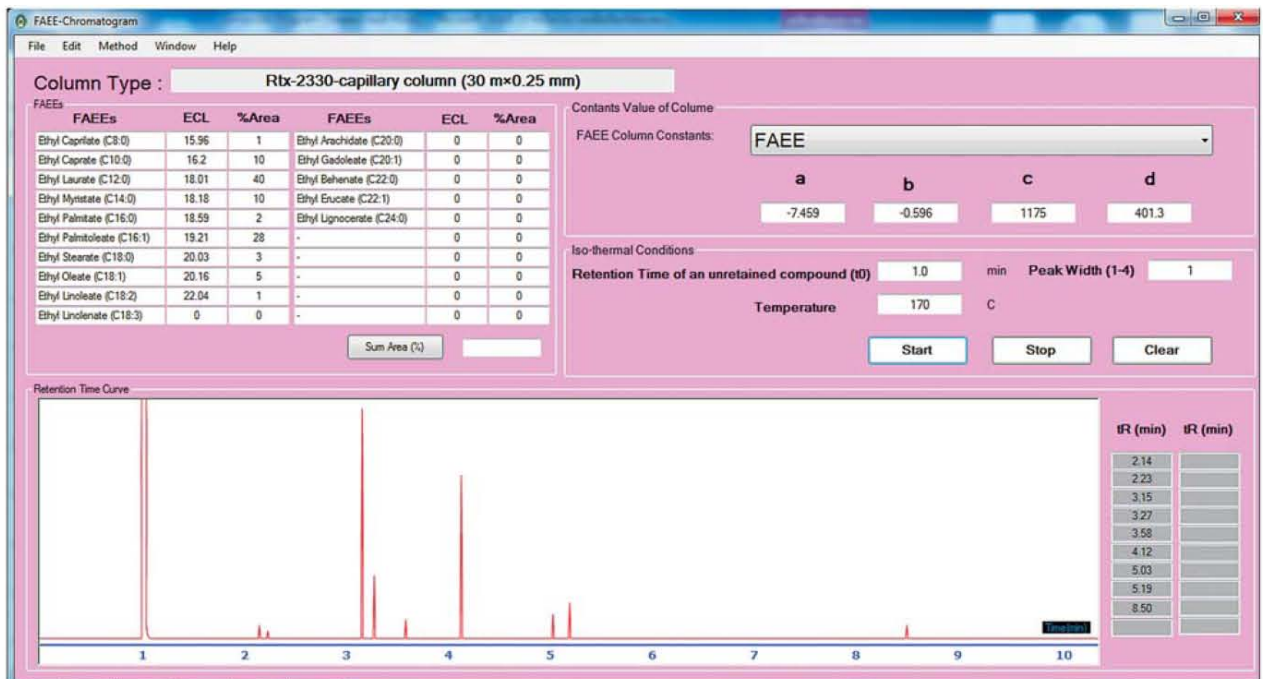 FAEE-Chromatogram
File Edit Method Window Help
Column Type : Rtx-2330-capillary column (30 m×0.25 mm)
FAEEs
FAEEs ECL %Area FAEEs ECL %Area
Ethyl Caprilate (C8:0) 15.96 1 Ethyl Arachidate (C20:0) 0 0
Ethyl Caprate (C10:0) 16.2 10 Ethyl Gadoleate (C20:1) 0 0
Ethyl Laurate (C12:0) 18.01 40 Ethyl Behenate (C22:0) 0 0
Ethyl Myristate (C14:0) 18.18 10 Ethyl Erucate (C22:1) 0 0
Ethyl Palmitate (C16:0) 18.59 2 Ethyl Lignocerate (C24:0) 0 0
Ethyl Palmitoleate (C16:1) 19.21 28 - 0 0
Ethyl Stearate (C18:0) 20.03 3 - 0 0
Ethyl Oleate (C18:1) 20.16 5 - 0 0
Ethyl Linoleate (C18:2) 22.04 1 - 0 0
Ethyl Linolenate (C18:3) 0 0 - 0 0
Sum Area (%)
Contants Value of Colume
FAEE Column Constants: FAEE
a b c d
-7.459 -0.596 1175 401.3
Iso-thermal Conditions
Retention Time of an unretained compound (t0) 1.0 min Peak Width (1-4) 1
Temperature 170 C
Start Stop Clear
Retention Time Curve
tR (min) tR (min)
2.14
2.23
3.15
3.27
3.58
4.12
5.03
5.19
8.50
Time(min)
1 2 3 4 5 6 7 8 9 10